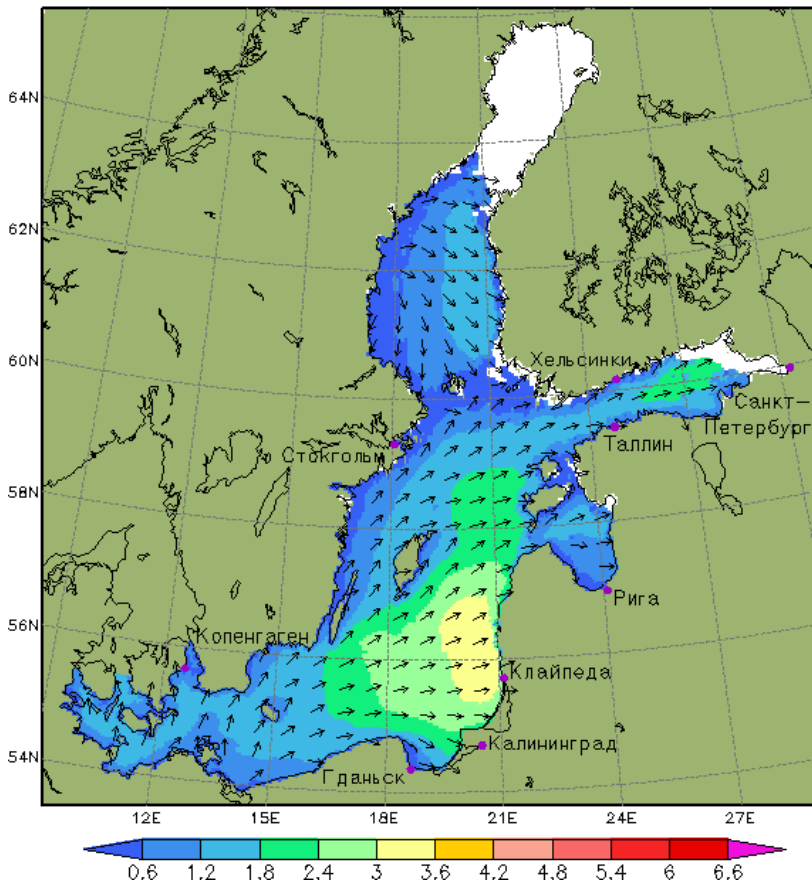 64N
62N
60N
Хельсинки
Санкт-
Петербург
Таллин
Стокгольм
58N
Рига
56N
Копенгаген
Клайпеда
54N
Калининград
Гданьск
12E 15E 18E 21E 24E 27E
0,6 1,2 1,8 2,4 3 3,6 4,2 4,8 5,4 6 6,6